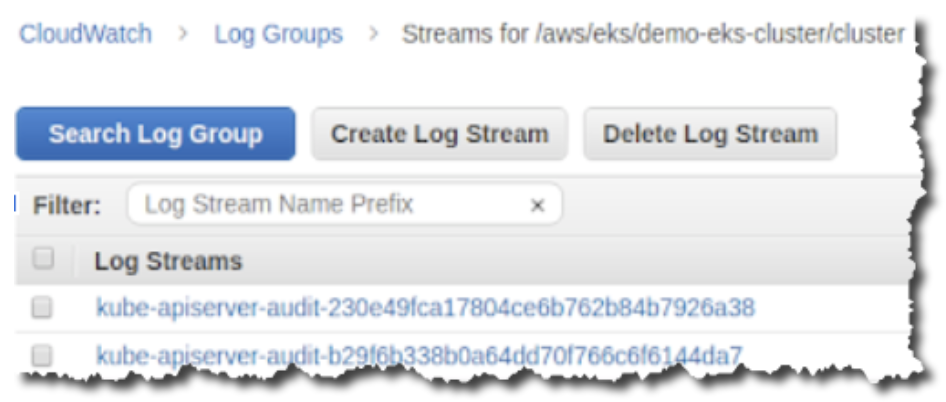 CloudWatch > Log Groups > Streams for /aws/eks/demo-eks-cluster/cluster
Search Log Group Create Log Stream Delete Log Stream
Filter: Log Stream Name Prefix ×
Log Streams
kube-apiserver-audit-230e49fca17804ce6b762b84b7926a38
kube-apiserver-audit-b29f6b338b0a64dd70f766c6f6144da7